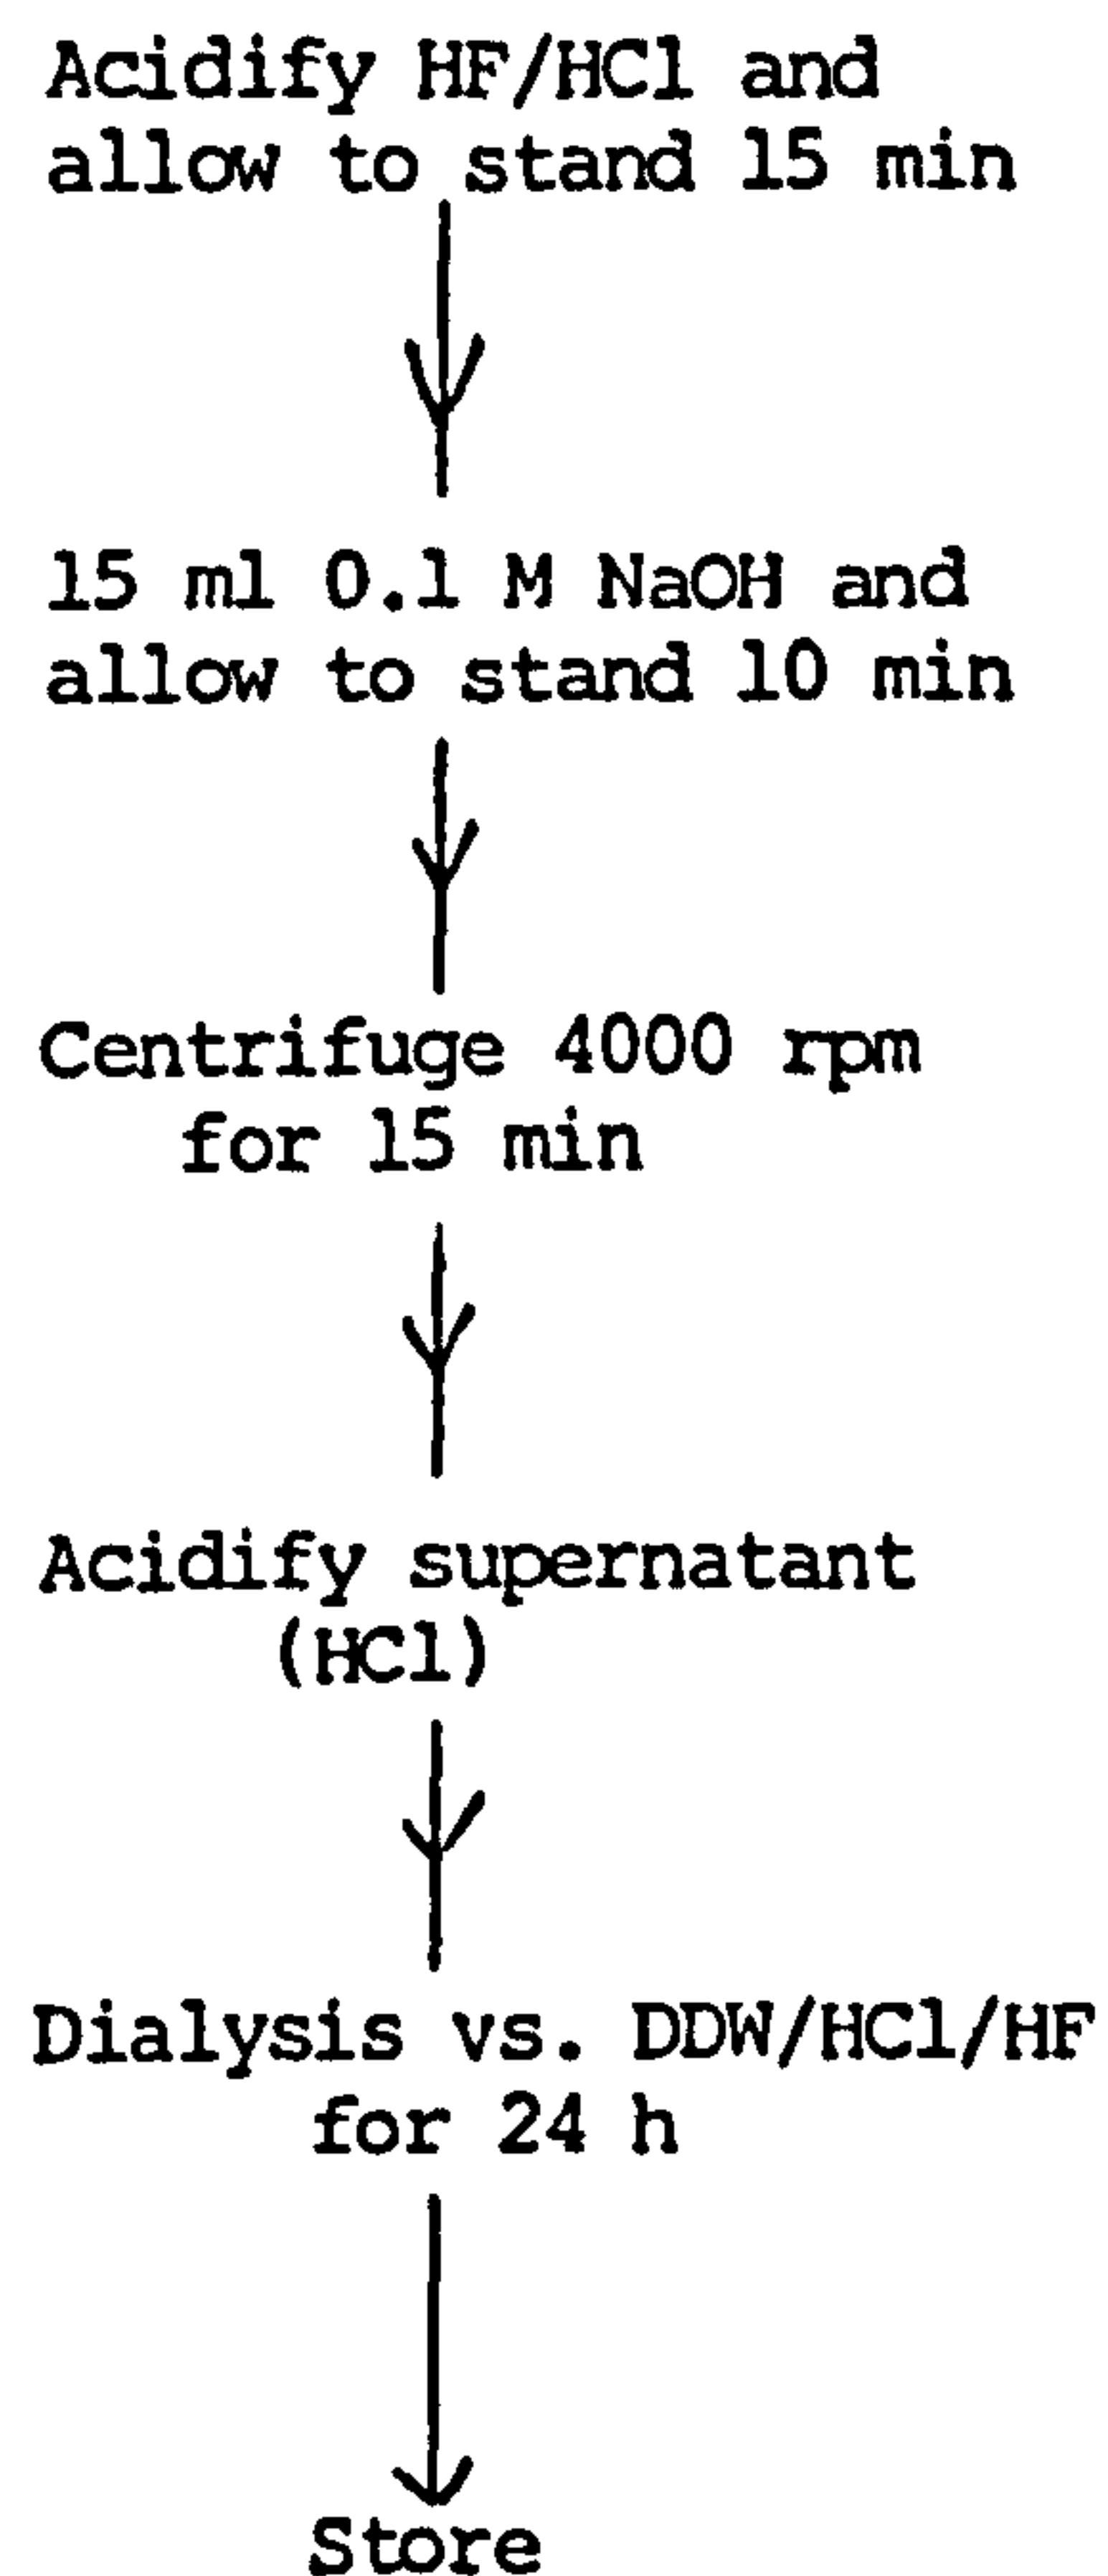 Acidify HF/HCl and
allow to stand 15 min
15 ml 0.1 M NaOH and
allow to stand 10 min
Centrifuge 4000 rpm
for 15 min
Acidify supernatant
(HCl)
Dialysis vs. DDW/HCl/HF
for 24 h
Store